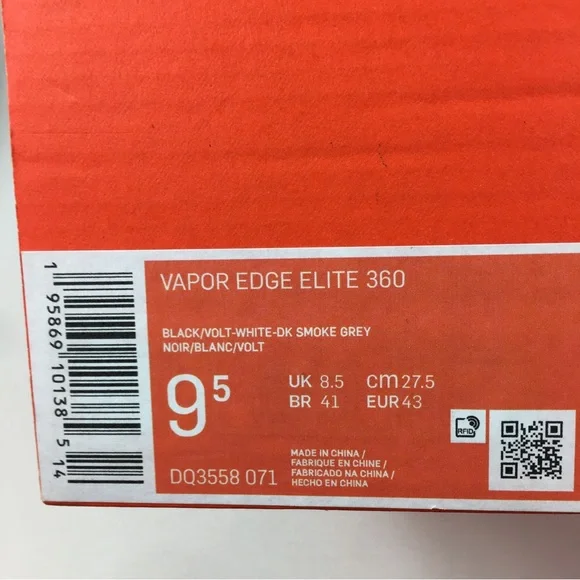 VAPOR EDGE ELITE 360
BLACK/VOLT-WHITE-DK SMOKE GREY
NOIR/BLANC/VOLT
9⁵
UK 8.5 cm 27.5
BR 41 EUR 43
DQ3558 071
MADE IN CHINA /
FABRIQUE EN CHINE /
FABRICADO NA CHINA /
HECHO EN CHINA
RFID
1 95869 10138 5
14